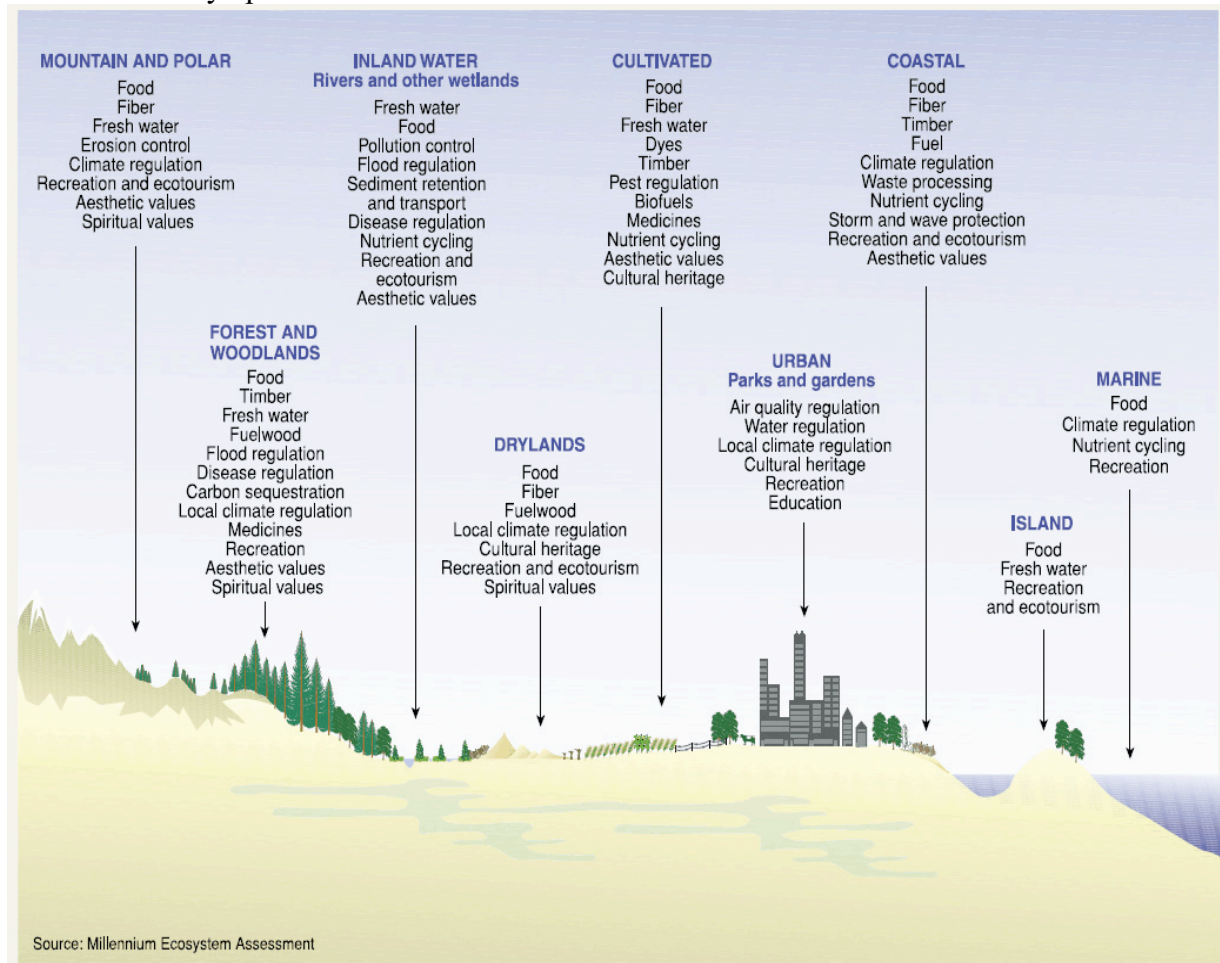 MOUNTAIN AND POLAR
Food
Fiber
Fresh water
Erosion control
Climate regulation
Recreation and ecotourism
Aesthetic values
Spiritual values
INLAND WATER
Rivers and other wetlands
Fresh water
Food
Pollution control
Flood regulation
Sediment retention
and transport
Disease regulation
Nutrient cycling
Recreation and
ecotourism
Aesthetic values
CULTIVATED
Food
Fiber
Fresh water
Dyes
Timber
Pest regulation
Biofuels
Medicines
Nutrient cycling
Aesthetic values
Cultural heritage
COASTAL
Food
Fiber
Timber
Fuel
Climate regulation
Waste processing
Nutrient cycling
Storm and wave protection
Recreation and ecotourism
Aesthetic values
FOREST AND
WOODLANDS
Food
Timber
Fresh water
Fuelwood
Flood regulation
Disease regulation
Carbon sequestration
Local climate regulation
Medicines
Recreation
Aesthetic values
Spiritual values
DRYLANDS
Food
Fiber
Fuelwood
Local climate regulation
Cultural heritage
Recreation and ecotourism
Spiritual values
URBAN
Parks and gardens
Air quality regulation
Water regulation
Local climate regulation
Cultural heritage
Recreation
Education
MARINE
Food
Climate regulation
Nutrient cycling
Recreation
ISLAND
Food
Fresh water
Recreation
and ecotourism
Source: Millennium Ecosystem Assessment